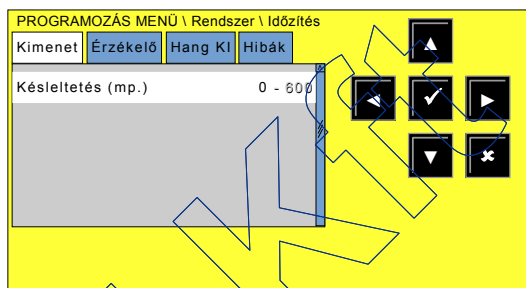 PROGRAMOZÁS MENÜ \ Rendszer \ Időzítés
Kimenet Érzékelő Hang KI Hibák
Késleltetés (mp.) 0 - 600